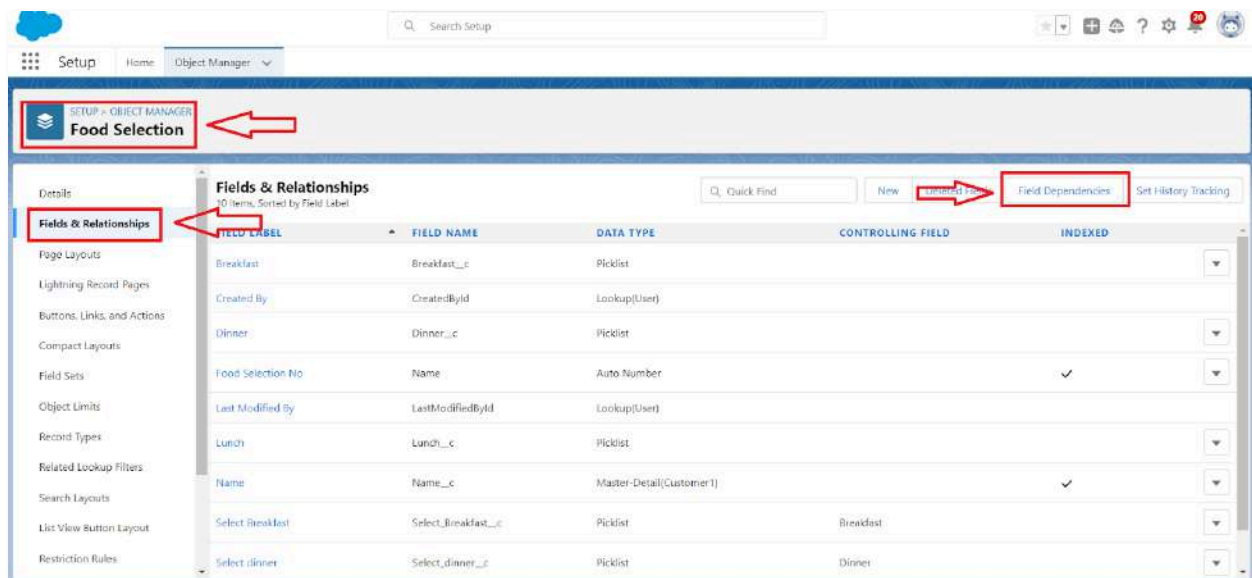 Search Setup
20
Setup Home Object Manager
SETUP > OBJECT MANAGER
Food Selection
Details
Fields & Relationships
Page Layouts
Lightning Record Pages
Buttons, Links, and Actions
Compact Layouts
Field Sets
Object Limits
Record Types
Related Lookup Filters
Search Layouts
List View Button Layout
Restriction Rules
Fields & Relationships
10 Items, Sorted by Field Label
Quick Find New Deleted Fields Field Dependencies Set History Tracking
FIELD LABEL FIELD NAME DATA TYPE CONTROLLING FIELD INDEXED
Breakfast Breakfast__c Picklist
Created By CreatedById Lookup(User)
Dinner Dinner__c Picklist
Food Selection No Name Auto Number
Last Modified By LastModifiedById Lookup(User)
Lunch Lunch__c Picklist
Name Name__c Master-Detail(Customer1)
Select Breakfast Select_Breakfast__c Picklist Breakfast
Select dinner Select_dinner__c Picklist Dinner